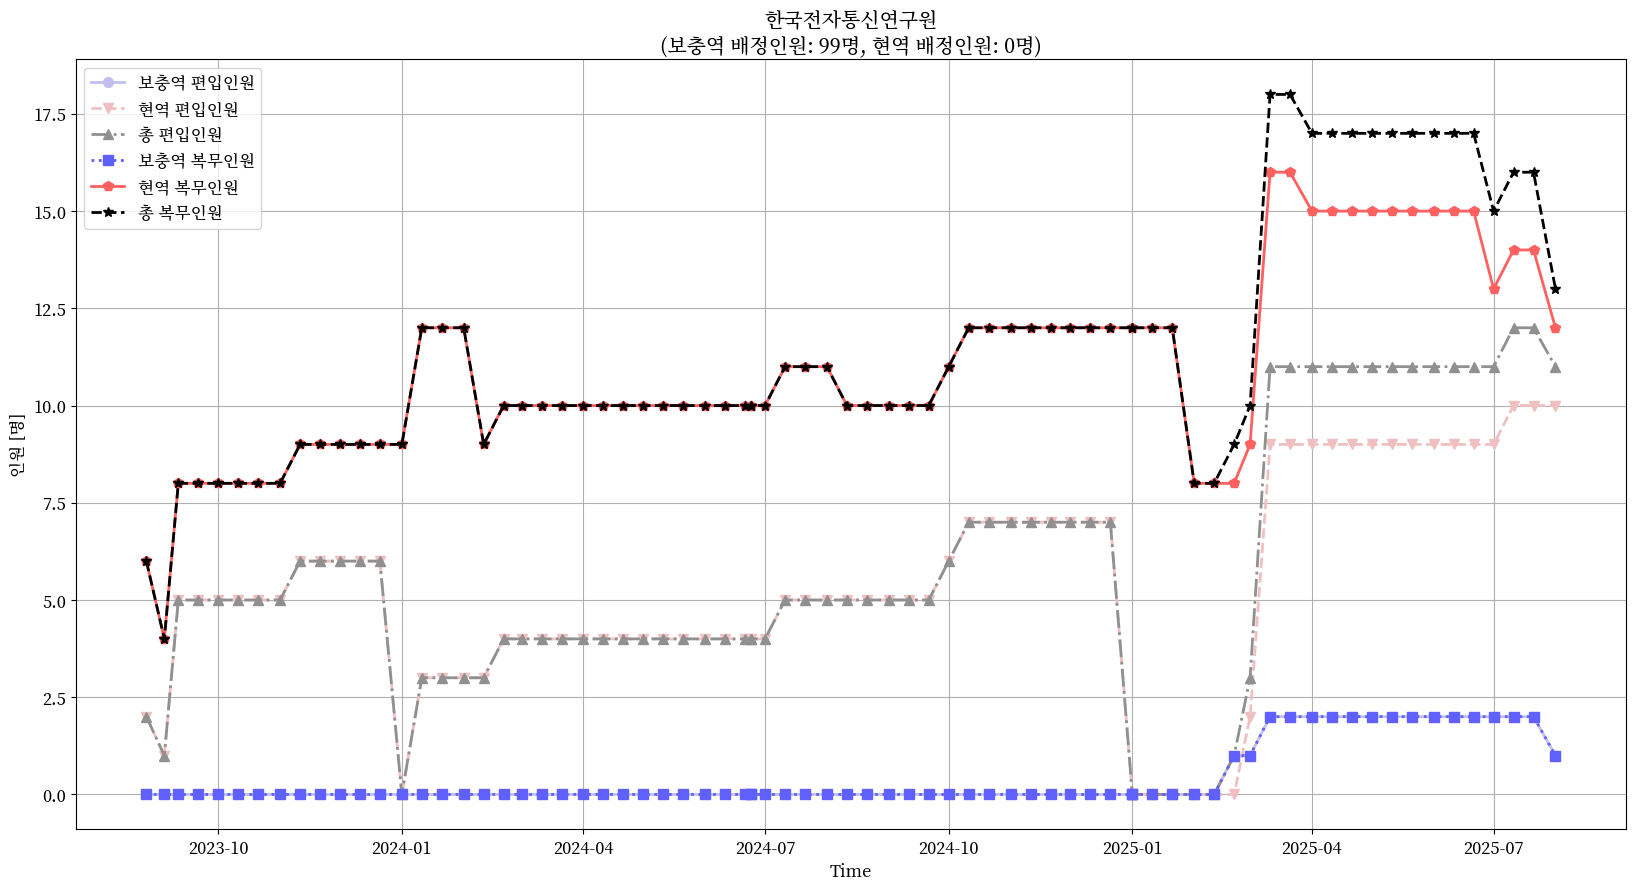 한국전자통신연구원
(보충역 배정인원: 99명, 현역 배정인원: 0명)
보충역 편입인원
현역 편입인원
총 편입인원
보충역 복무인원
현역 복무인원
총 복무인원
17.5
15.0
12.5
10.0
7.5
5.0
2.5
0.0
인원 [명]
2023-10
2024-01
2024-04
2024-07
2024-10
2025-01
2025-04
2025-07
Time